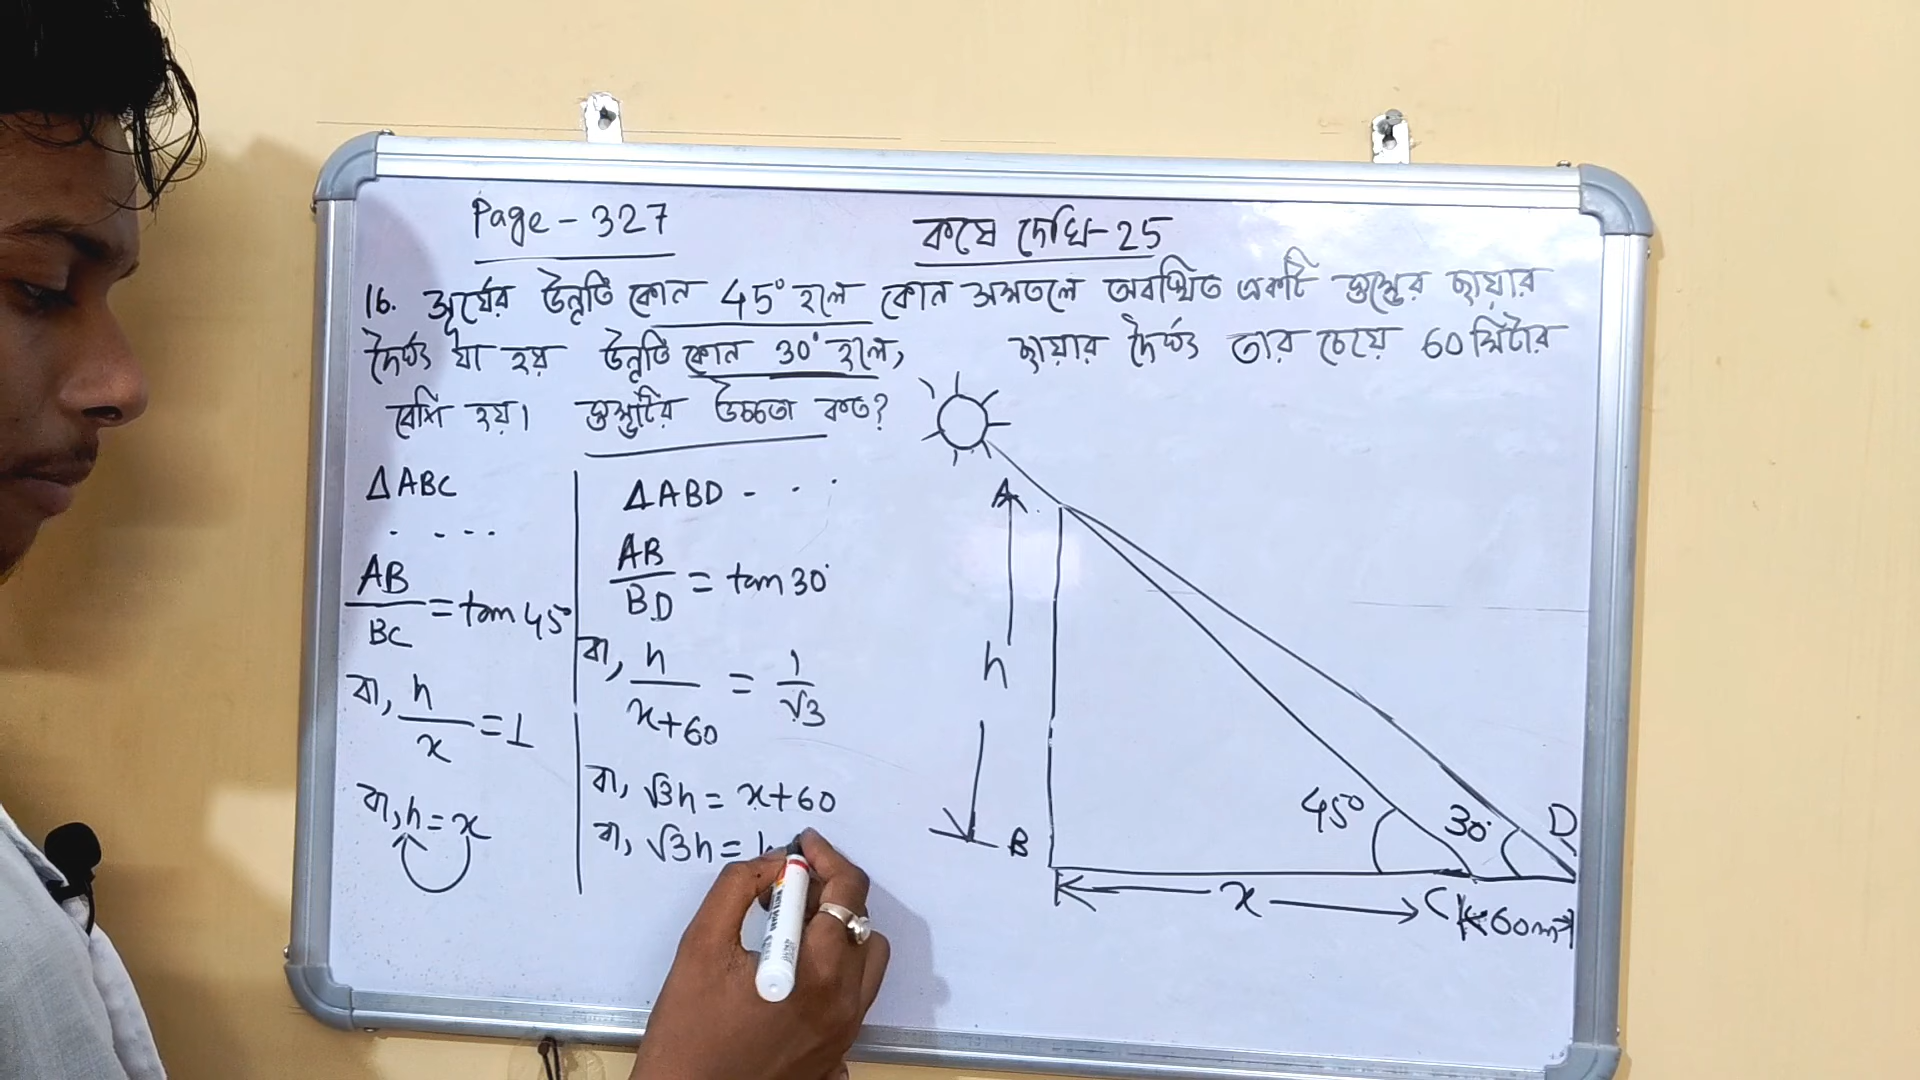 Page - 327
কষে দেখি-25
16. সূর্যের উন্নতি কোন 45° হলে কোন সমতলে অবস্থিত একটি স্তম্ভের ছায়ার
দৈর্ঘ্য যা হয় উন্নতি কোন 30° হলে, ছায়ার দৈর্ঘ্য তার চেয়ে 60 মিটার
বেশি হয়। স্তম্ভটির উচ্চতা কত?
ΔABC
. . . .
AB/BC = tan 45°
বা, h/x = 1
বা, h = x
ΔABD - . .
AB/BD = tan 30°
বা, h/x+60 = 1/√3
বা, √3h = x+60
বা, √3h = h
A
h
B
45°
30°
D
x
C
60m